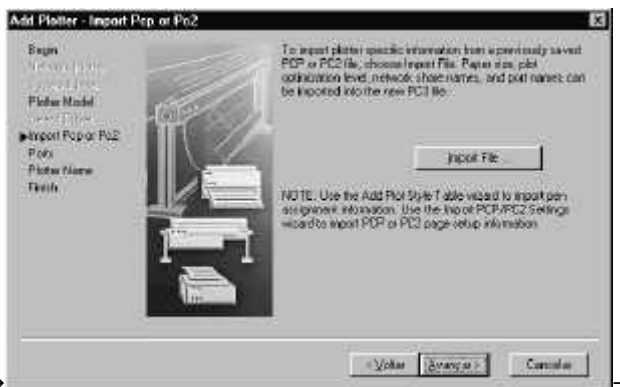 Add Plotter - Import Pcp or Pc2
Begin
Plotter Model
Import Pcp or Pc2
Ports
Plotter Name
Finish
To import plotter specific information from a previously saved
PCP or PC2 file, choose Import File. Paper size, plot
optimization level, network share names, and port names can
be imported into the new PC3 file.
Import File
NOTE: Use the Add Plot Style Table wizard to import pen
assignment information. Use the Import PCP/PC2 Settings
wizard to import PCP or PC2 page setup information.
< Voltar
Avançar >
Cancelar